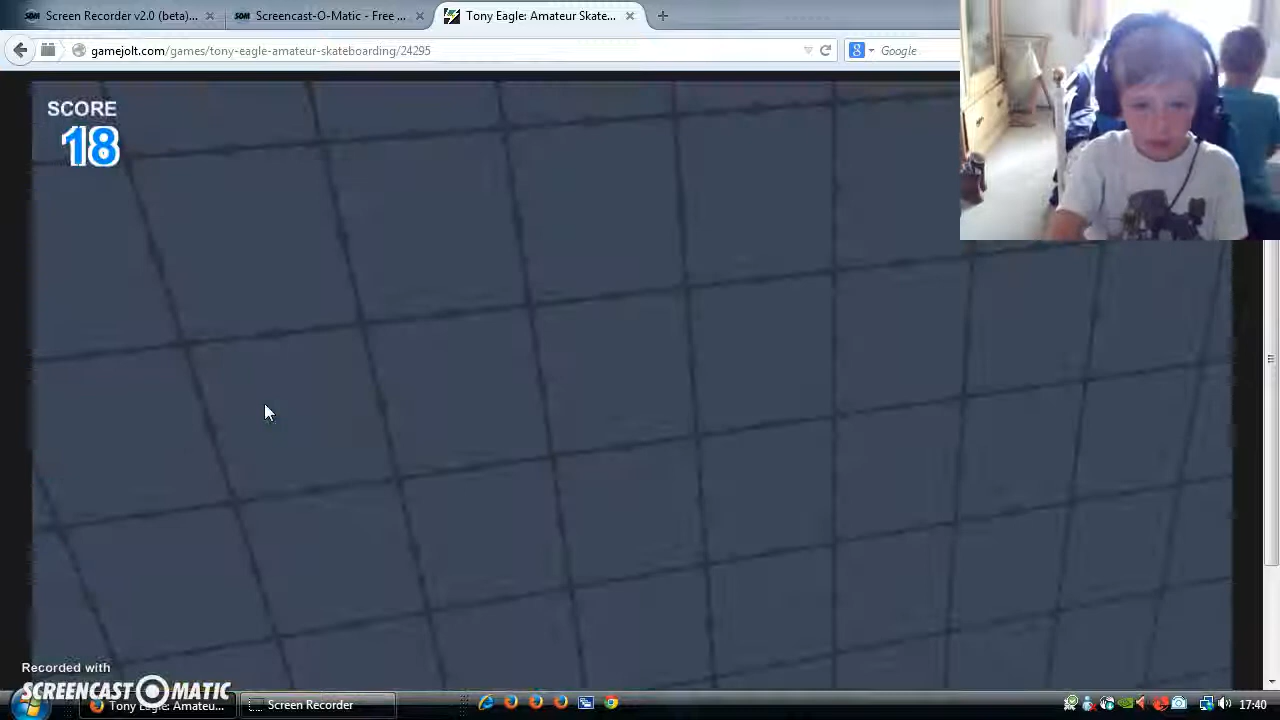 Screen Recorder v2.0 (beta)...
Screencast-O-Matic - Free ...
Tony Eagle: Amateur Skate...
gamejolt.com/games/tony-eagle-amateur-skateboarding/24295
Google
SCORE
18
Recorded with
SCREENCAST O MATIC
Tony Eagle: Amateu...
Screen Recorder
17:40